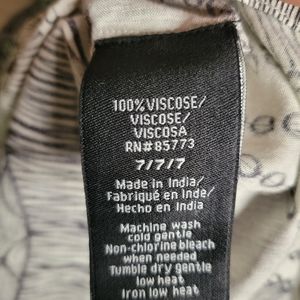 100% VISCOSE/
VISCOSE/
VISCOSA
RN#85773
7/7/7
Made in India/
Fabriqué en Inde/
Hecho en India
Machine wash
cold gentle
Non-chlorine bleach
when needed
Tumble dry gentle
low heat
Iron low heat